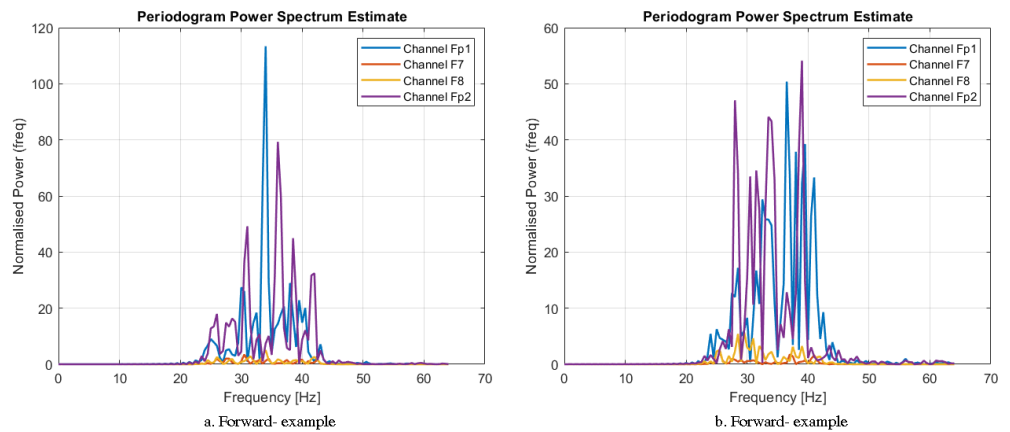 Periodogram Power Spectrum Estimate
Normalised Power (freq)
120
100
80
60
40
20
0
Channel Fp1
Channel F7
Channel F8
Channel Fp2
0 10 20 30 40 50 60 70
Frequency [Hz]
a. Forward- example
Periodogram Power Spectrum Estimate
Normalised Power (freq)
60
50
40
30
20
10
0
Channel Fp1
Channel F7
Channel F8
Channel Fp2
0 10 20 30 40 50 60 70
Frequency [Hz]
b. Forward- example